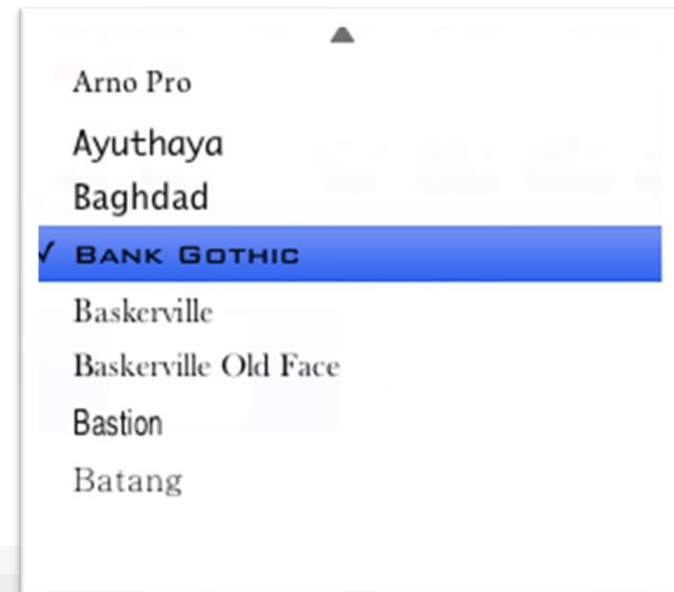 Arno Pro
Ayuthaya
Baghdad
✓ BANK GOTHIC
Baskerville
Baskerville Old Face
Bastion
Batang